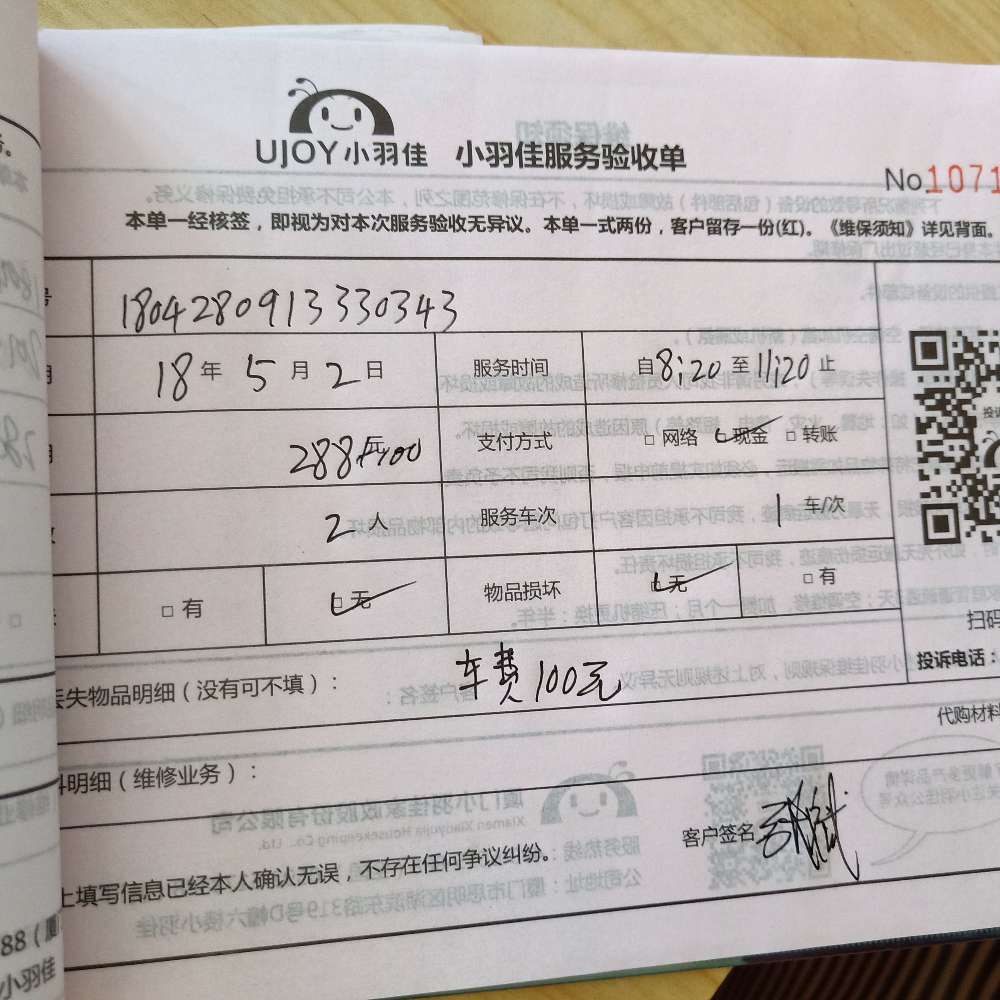 UJOY小羽佳 小羽佳服务验收单
No.1071
本单一经核签，即视为对本次服务验收无异议。本单一式两份，客户留存一份(红)。《维保须知》详见背面。
号 1804280913330343
18年 5月 2日 服务时间 自8:20至11:20止
288元+100 支付方式 □ 网络 □ 现金 □ 转账
2人 服务车次 1 车/次
□ 有 □ 无 物品损坏 □ 无 □ 有
扫码
投诉电话：
丢失物品明细（没有可不填）： 车费100元
代购材料
料明细（维修业务）：
客户签名
上填写信息已经本人确认无误，不存在任何争议纠纷。
88（厦
小羽佳